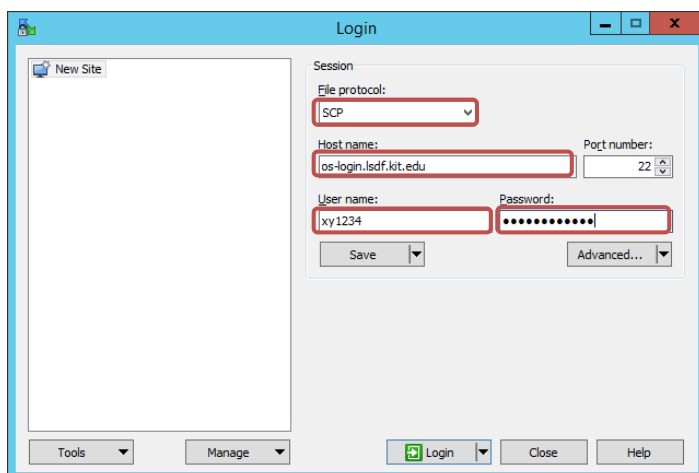 Login
New Site
Session
File protocol:
SCP
Host name:
Port number:
os-login.lsdf.kit.edu
22
User name:
Password:
xy1234
●●●●●●●●●●●●
Save
Advanced...
Tools
Manage
Login
Close
Help